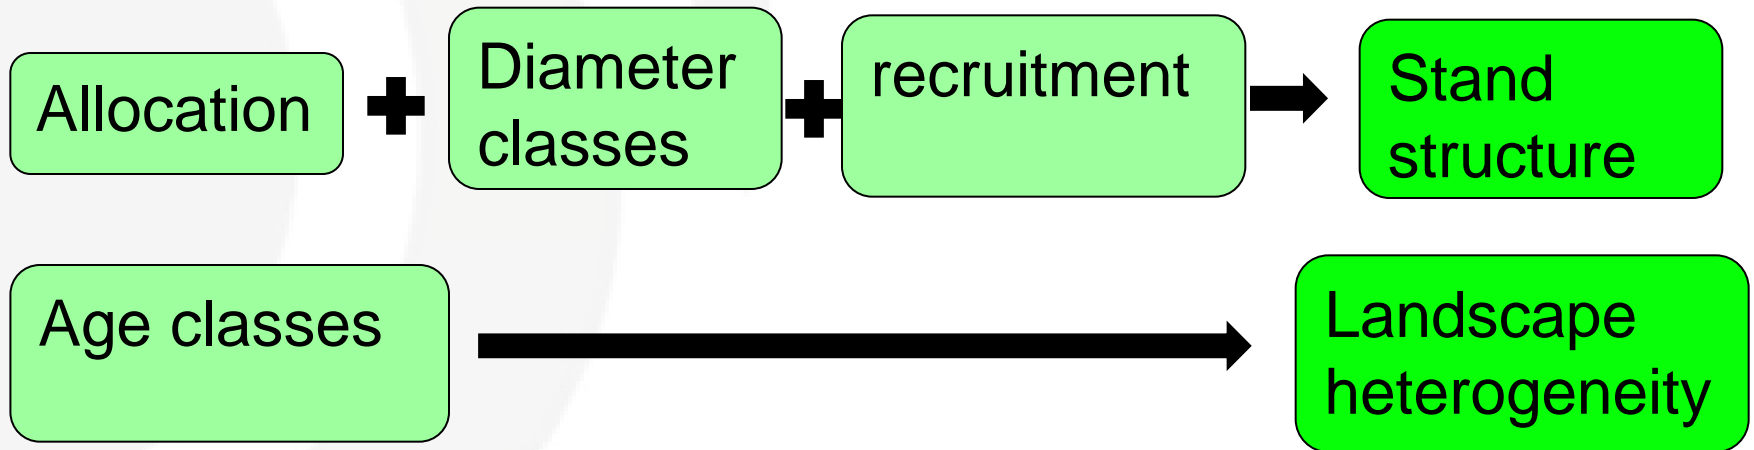 Allocation
Diameter
classes
recruitment
Stand
structure
Age classes
Landscape
heterogeneity